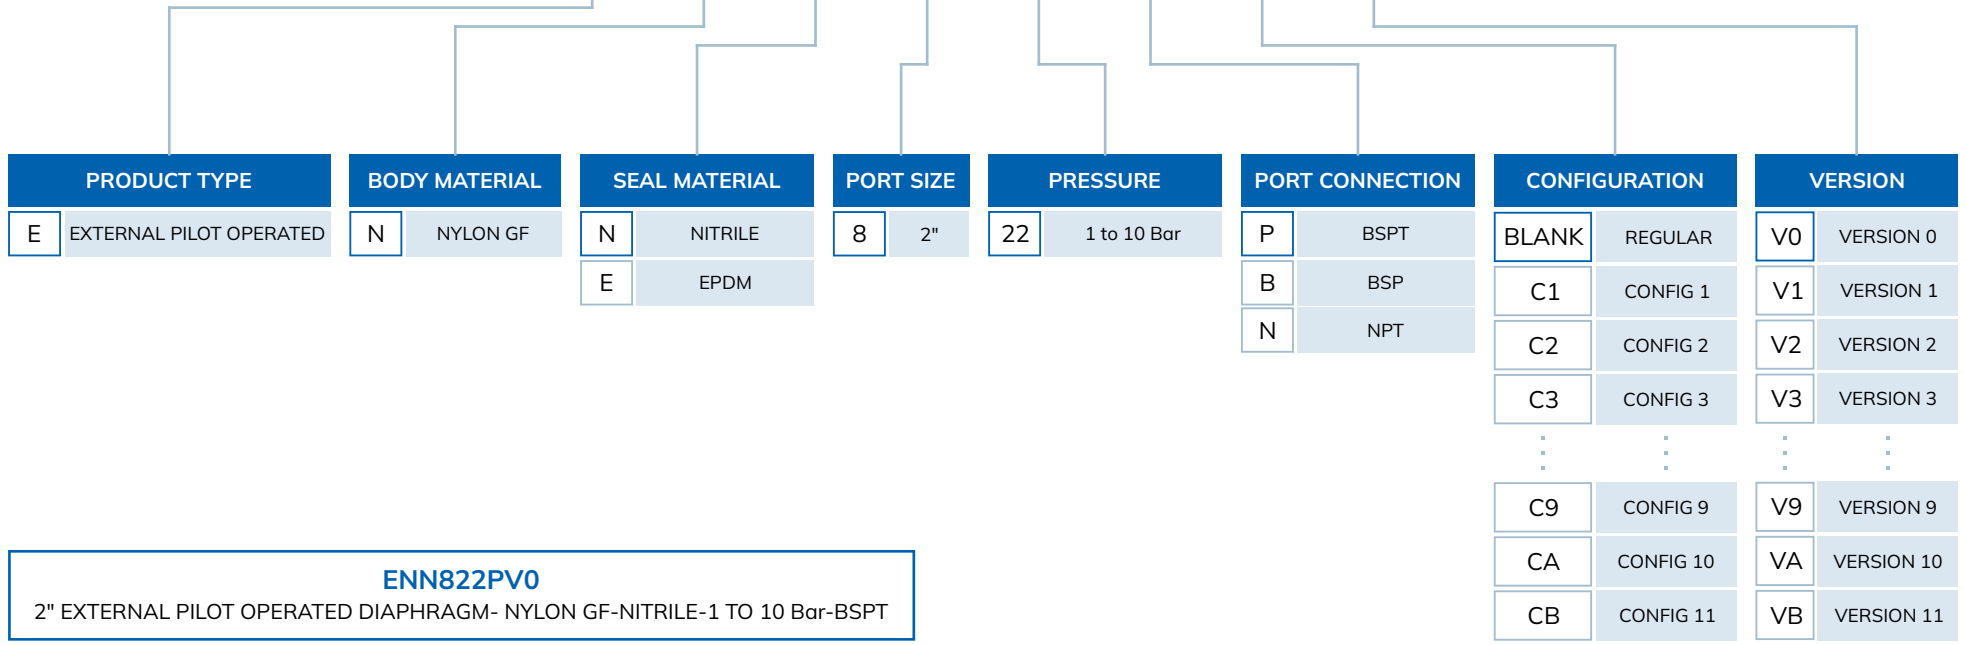 PRODUCT TYPE BODY MATERIAL SEAL MATERIAL PORT SIZE PRESSURE PORT CONNECTION CONFIGURATION VERSION
E EXTERNAL PILOT OPERATED N NYLON GF N NITRILE 8 2" 22 1 to 10 Bar P BSPT BLANK REGULAR V0 VERSION 0
E EPDM B BSP C1 CONFIG 1 V1 VERSION 1
N NPT C2 CONFIG 2 V2 VERSION 2
C3 CONFIG 3 V3 VERSION 3
C9 CONFIG 9 V9 VERSION 9
CA CONFIG 10 VA VERSION 10
CB CONFIG 11 VB VERSION 11
ENN822PV0
2" EXTERNAL PILOT OPERATED DIAPHRAGM- NYLON GF-NITRILE-1 TO 10 Bar-BSPT